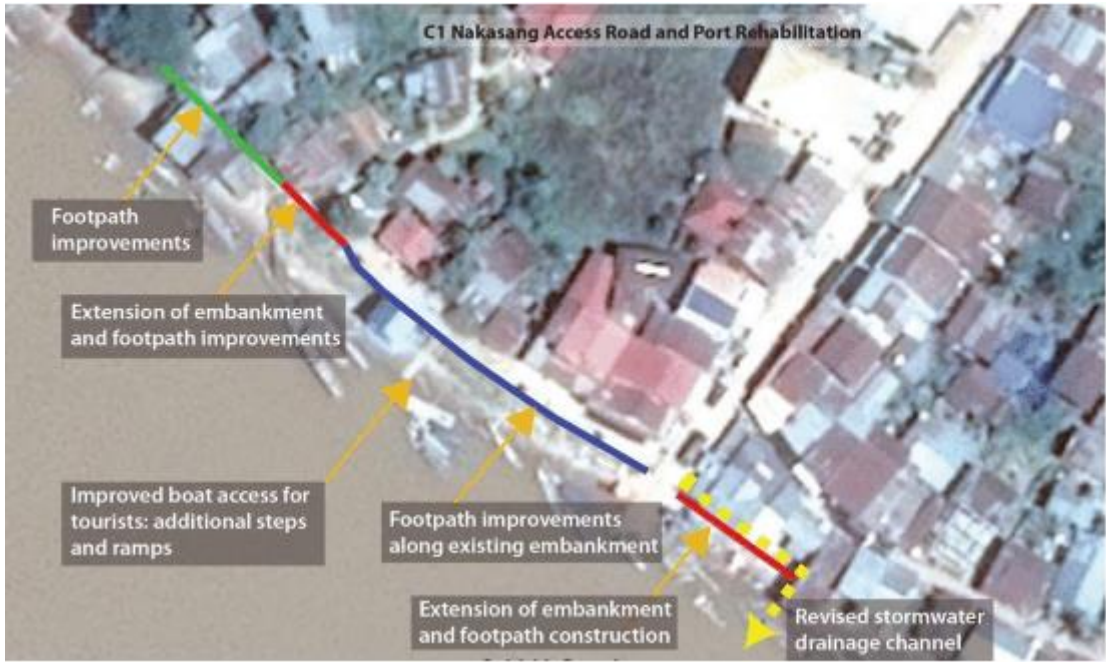 C1 Nakasang Access Road and Port Rehabilitation
Footpath
improvements
Extension of embankment
and footpath improvements
Improved boat access for
tourists: additional steps
and ramps
Footpath improvements
along existing embankment
Extension of embankment
and footpath construction
Revised stormwater
drainage channel